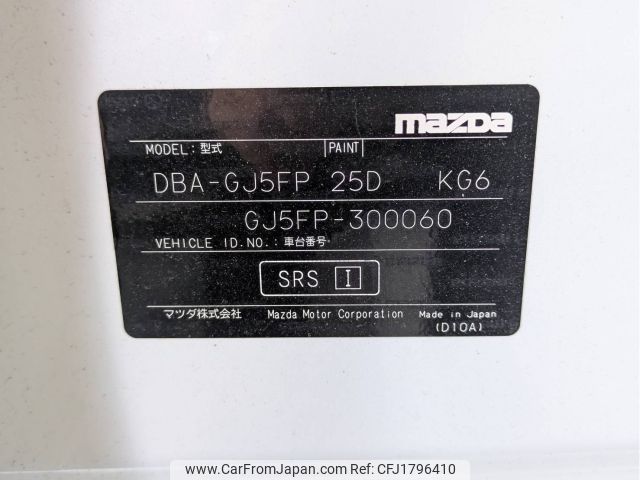 mazda
MODEL: 型式 PAINT
DBA-GJ5FP 25D KG6
GJ5FP-300060
VEHICLE I.D.NO.: 車台番号
SRS I
マツダ株式会社 Mazda Motor Corporation Made in Japan
(D10A)
www.CarFromJapan.com | ID: CFJ1796410